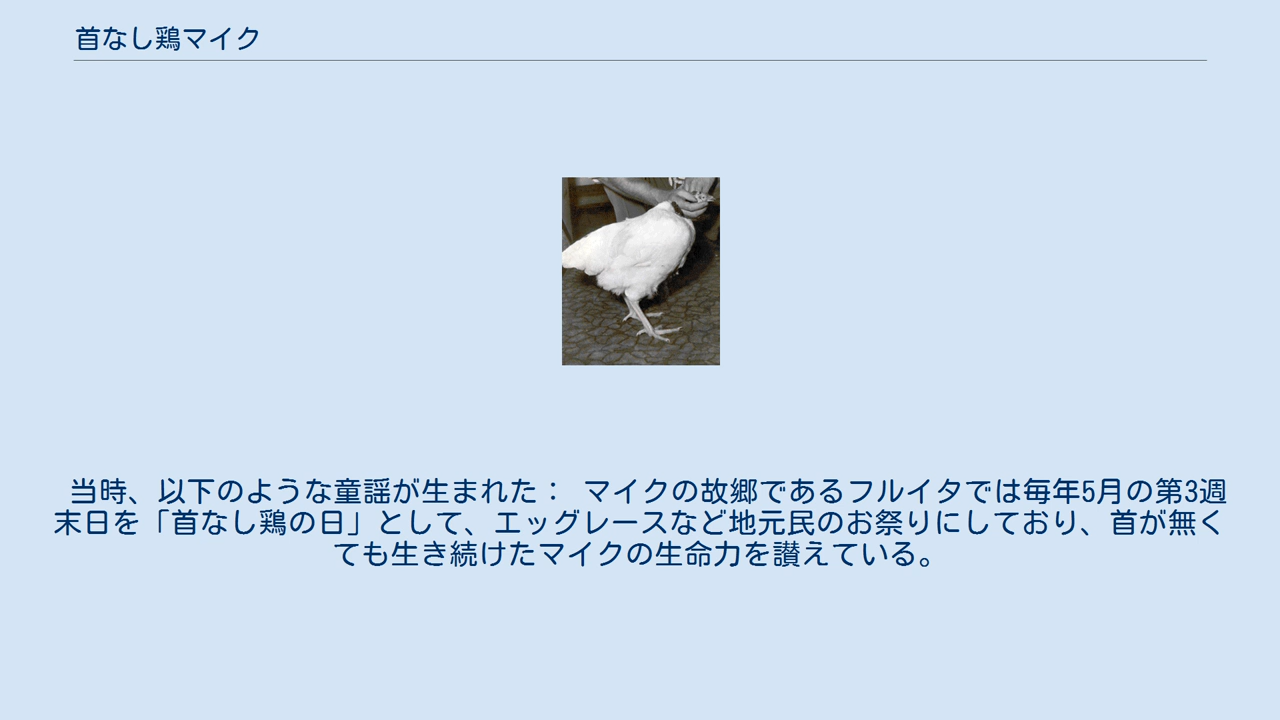 首なし鶏マイク
当時、以下のような童謡が生まれた： マイクの故郷であるフルイタでは毎年5月の第3週
末日を「首なし鶏の日」として、エッグレースなど地元民のお祭りにしており、首が無く
ても生き続けたマイクの生命力を讃えている。